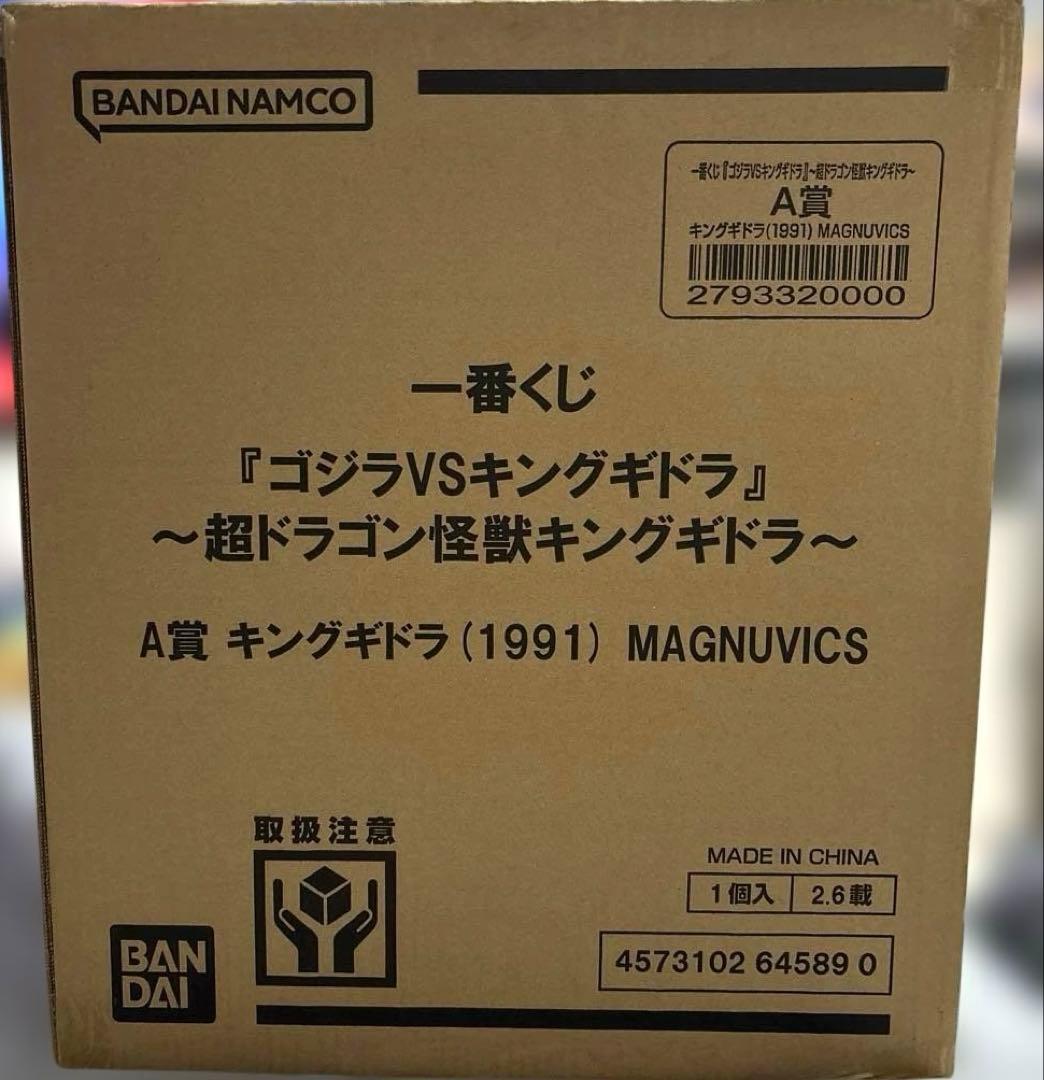 BANDAI NAMCO
一番くじ『ゴジラVSキングギドラ』~超ドラゴン怪獣キングギドラ~
A賞
キングギドラ(1991) MAGNUVICS
2793320000
一番くじ
『ゴジラVSキングギドラ』
~超ドラゴン怪獣キングギドラ~
A賞 キングギドラ(1991) MAGNUVICS
取扱注意
MADE IN CHINA
1個入 2.6載
4573102 64589 0
BAN
DAI